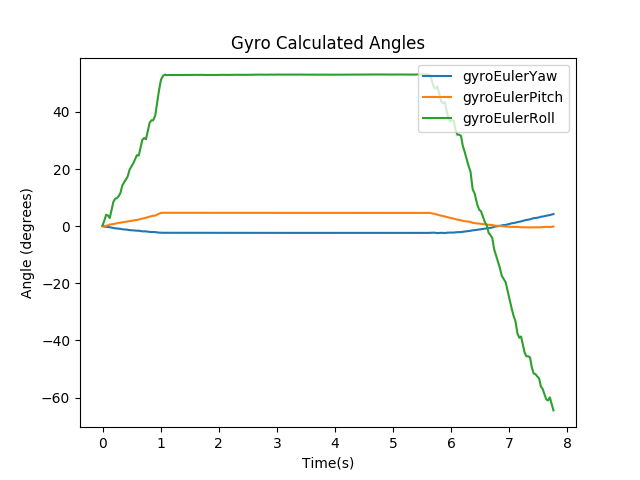 Gyro Calculated Angles
gyroEulerYaw
gyroEulerPitch
gyroEulerRoll
Angle (degrees)
40
20
0
−20
−40
−60
0 1 2 3 4 5 6 7 8
Time(s)